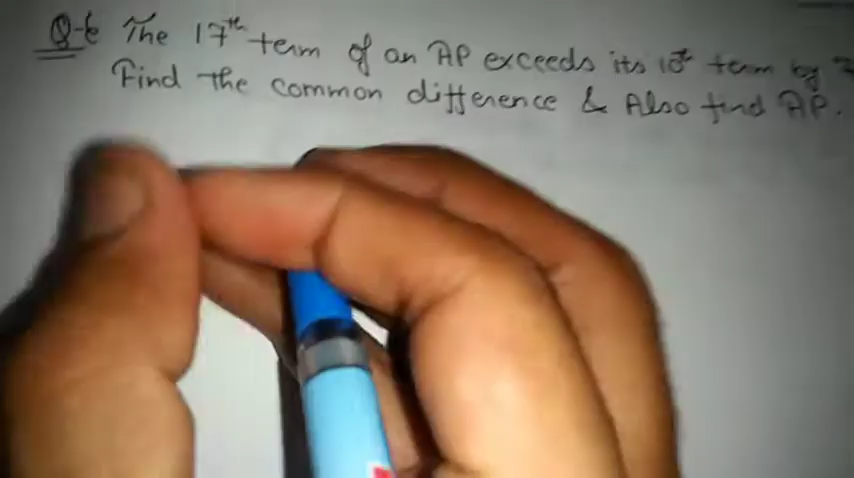 Q-6 The 17th term of an AP exceeds its 10th term by
Find the common difference & Also find AP.